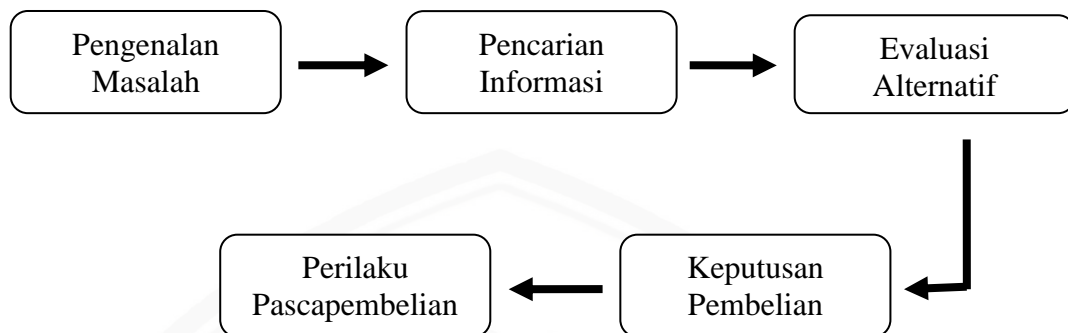 Pengenalan
Masalah
Pencarian
Informasi
Evaluasi
Alternatif
Keputusan
Pembelian
Perilaku
Pascapembelian